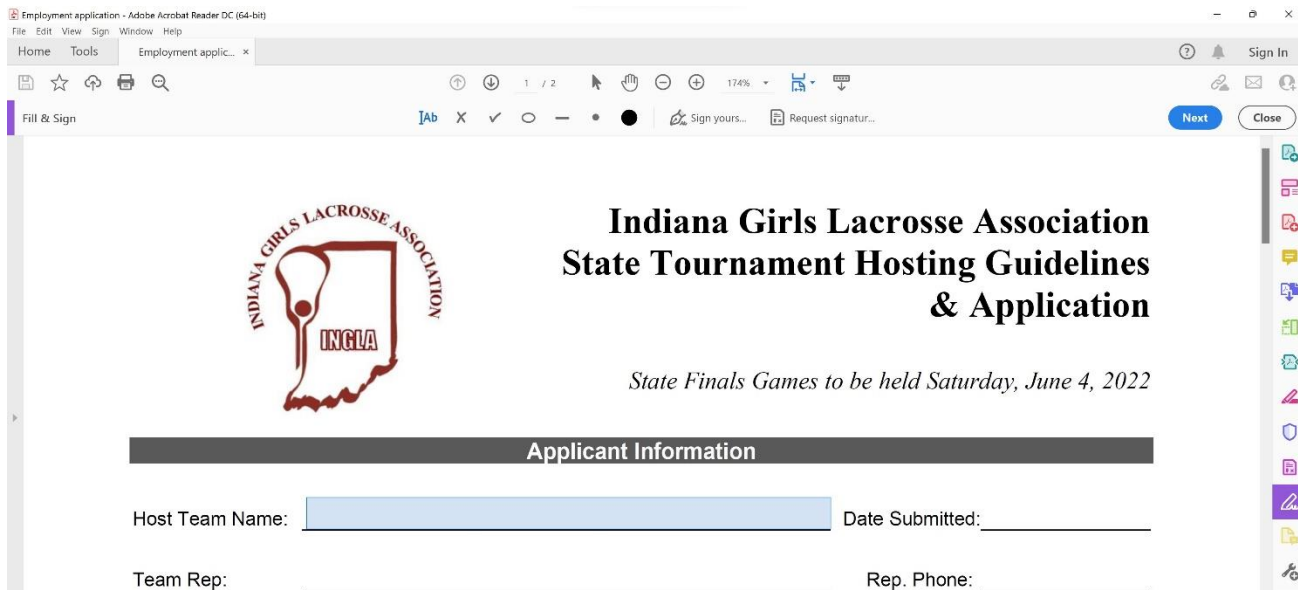 Employment application - Adobe Acrobat Reader DC (64-bit)
File Edit View Sign Window Help
Home Tools Employment applic... × Sign In
1 / 2 174%
Fill & Sign IAb Sign yours... Request signatur... Next Close
INDIANA GIRLS LACROSSE ASSOCIATION
INGLA
Indiana Girls Lacrosse Association
State Tournament Hosting Guidelines
& Application
State Finals Games to be held Saturday, June 4, 2022
Applicant Information
Host Team Name: Date Submitted:
Team Rep: Rep. Phone: